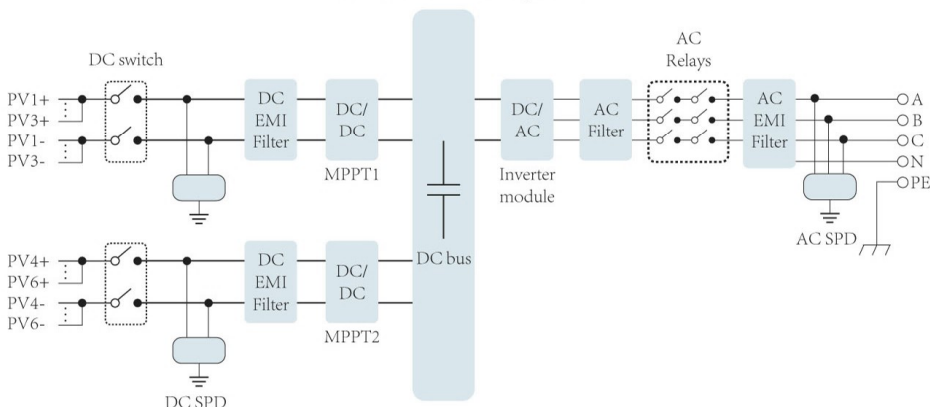 DC switch
AC
Relays
PV1+
PV3+
PV1-
PV3-
DC
EMI
Filter
DC/
DC
MPPT1
DC/
AC
Inverter
module
AC
Filter
AC
EMI
Filter
A
B
C
N
PE
AC SPD
PV4+
PV6+
PV4-
PV6-
DC
EMI
Filter
DC/
DC
MPPT2
DC bus
DC SPD